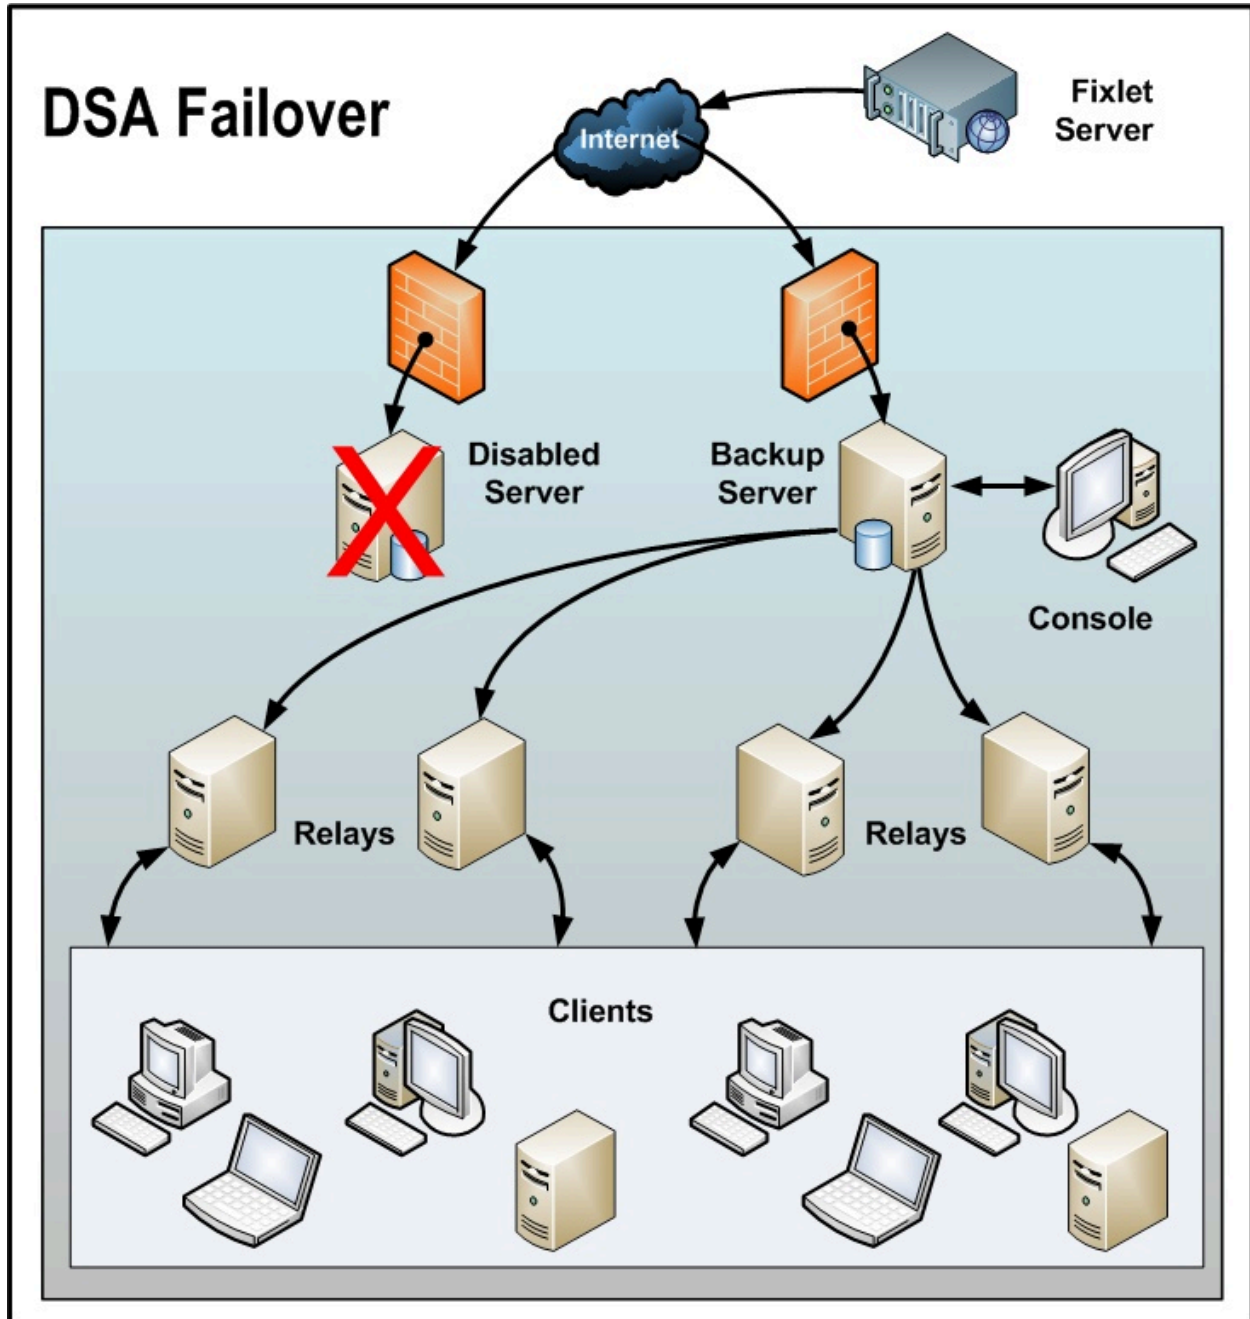 DSA Failover
Internet
Fixlet
Server
Disabled
Server
Backup
Server
Console
Relays
Relays
Clients